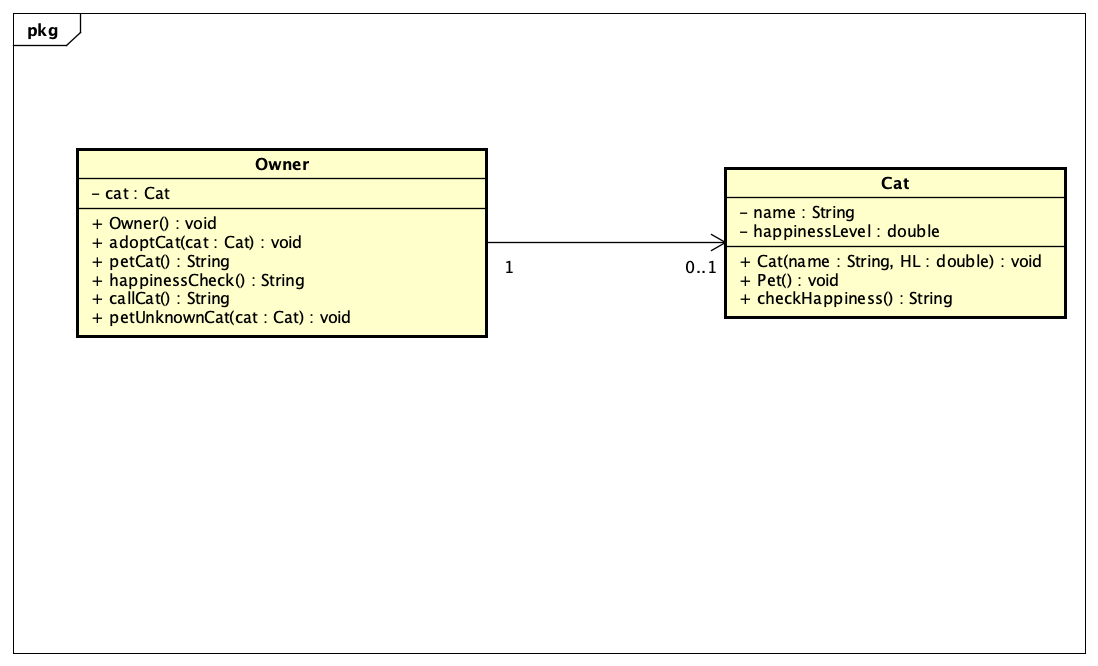 pkg
Owner
– cat : Cat
+ Owner() : void
+ adoptCat(cat : Cat) : void
+ petCat() : String
+ happinessCheck() : String
+ callCat() : String
+ petUnknownCat(cat : Cat) : void
1
0..1
Cat
– name : String
– happinessLevel : double
+ Cat(name : String, HL : double) : void
+ Pet() : void
+ checkHappiness() : String